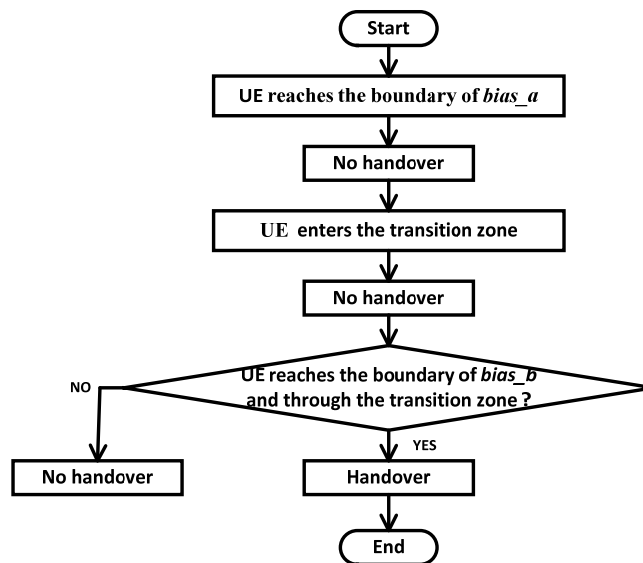 Start
UE reaches the boundary of bias_a
No handover
UE enters the transition zone
No handover
UE reaches the boundary of bias_b
and through the transition zone ?
NO
YES
No handover
Handover
End